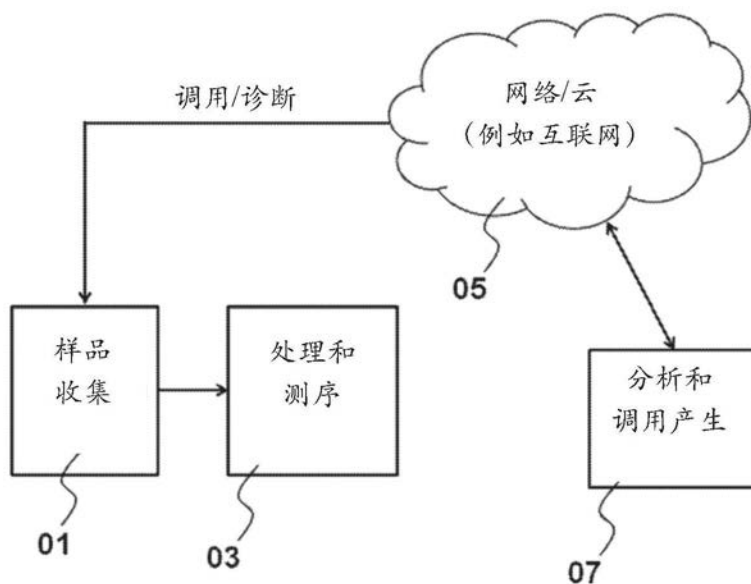 调用/诊断
网络/云
(例如互联网)
05
样品
收集
处理和
测序
分析和
调用产生
01
03
07